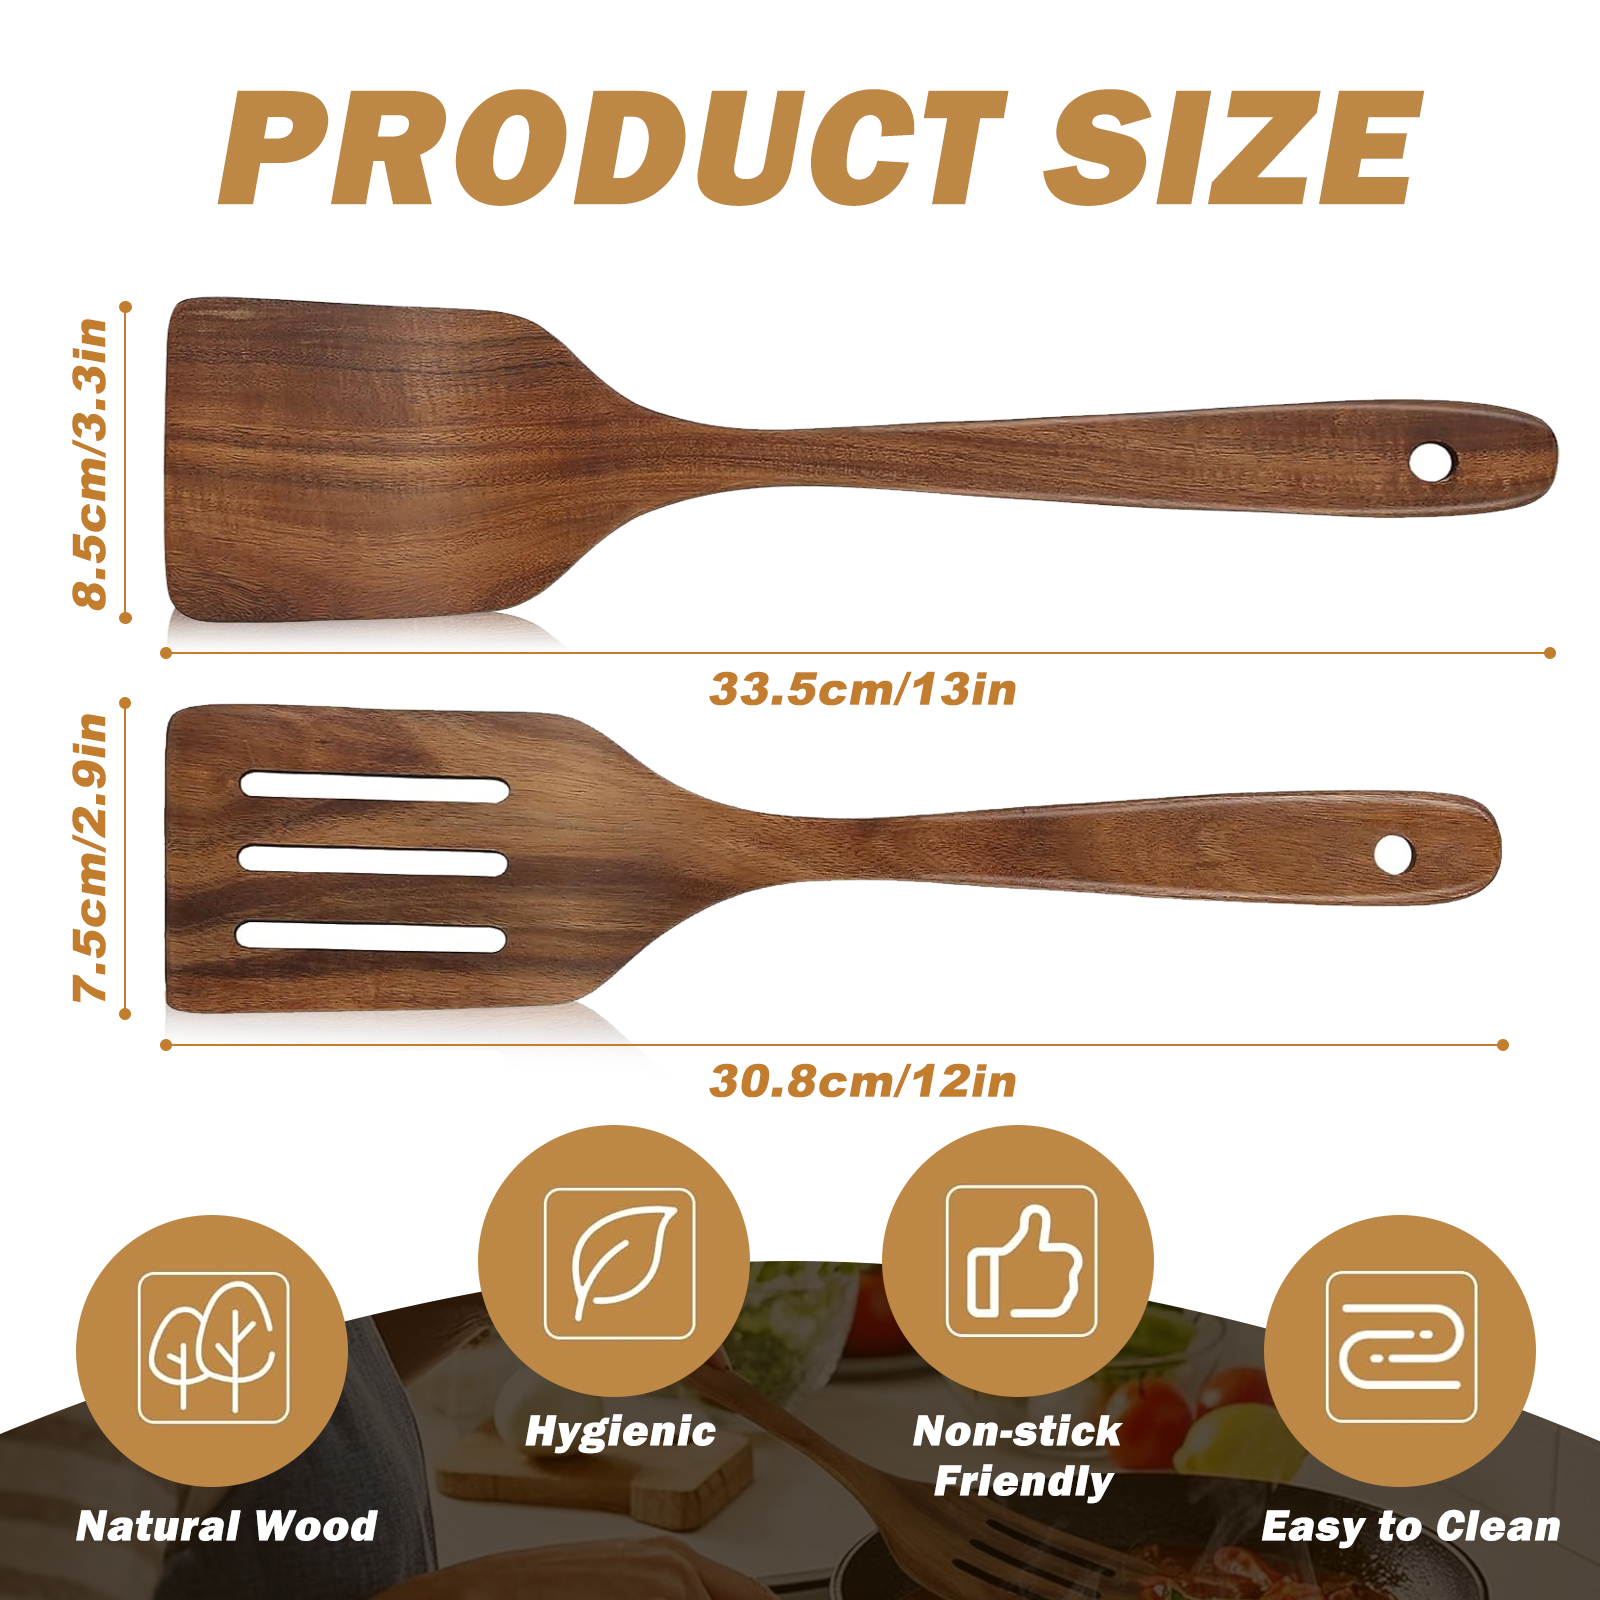 PRODUCT SIZE
8.5cm/3.3in
33.5cm/13in
7.5cm/2.9in
30.8cm/12in
Hygienic
Non-stick
Friendly
Natural Wood
Easy to Clean